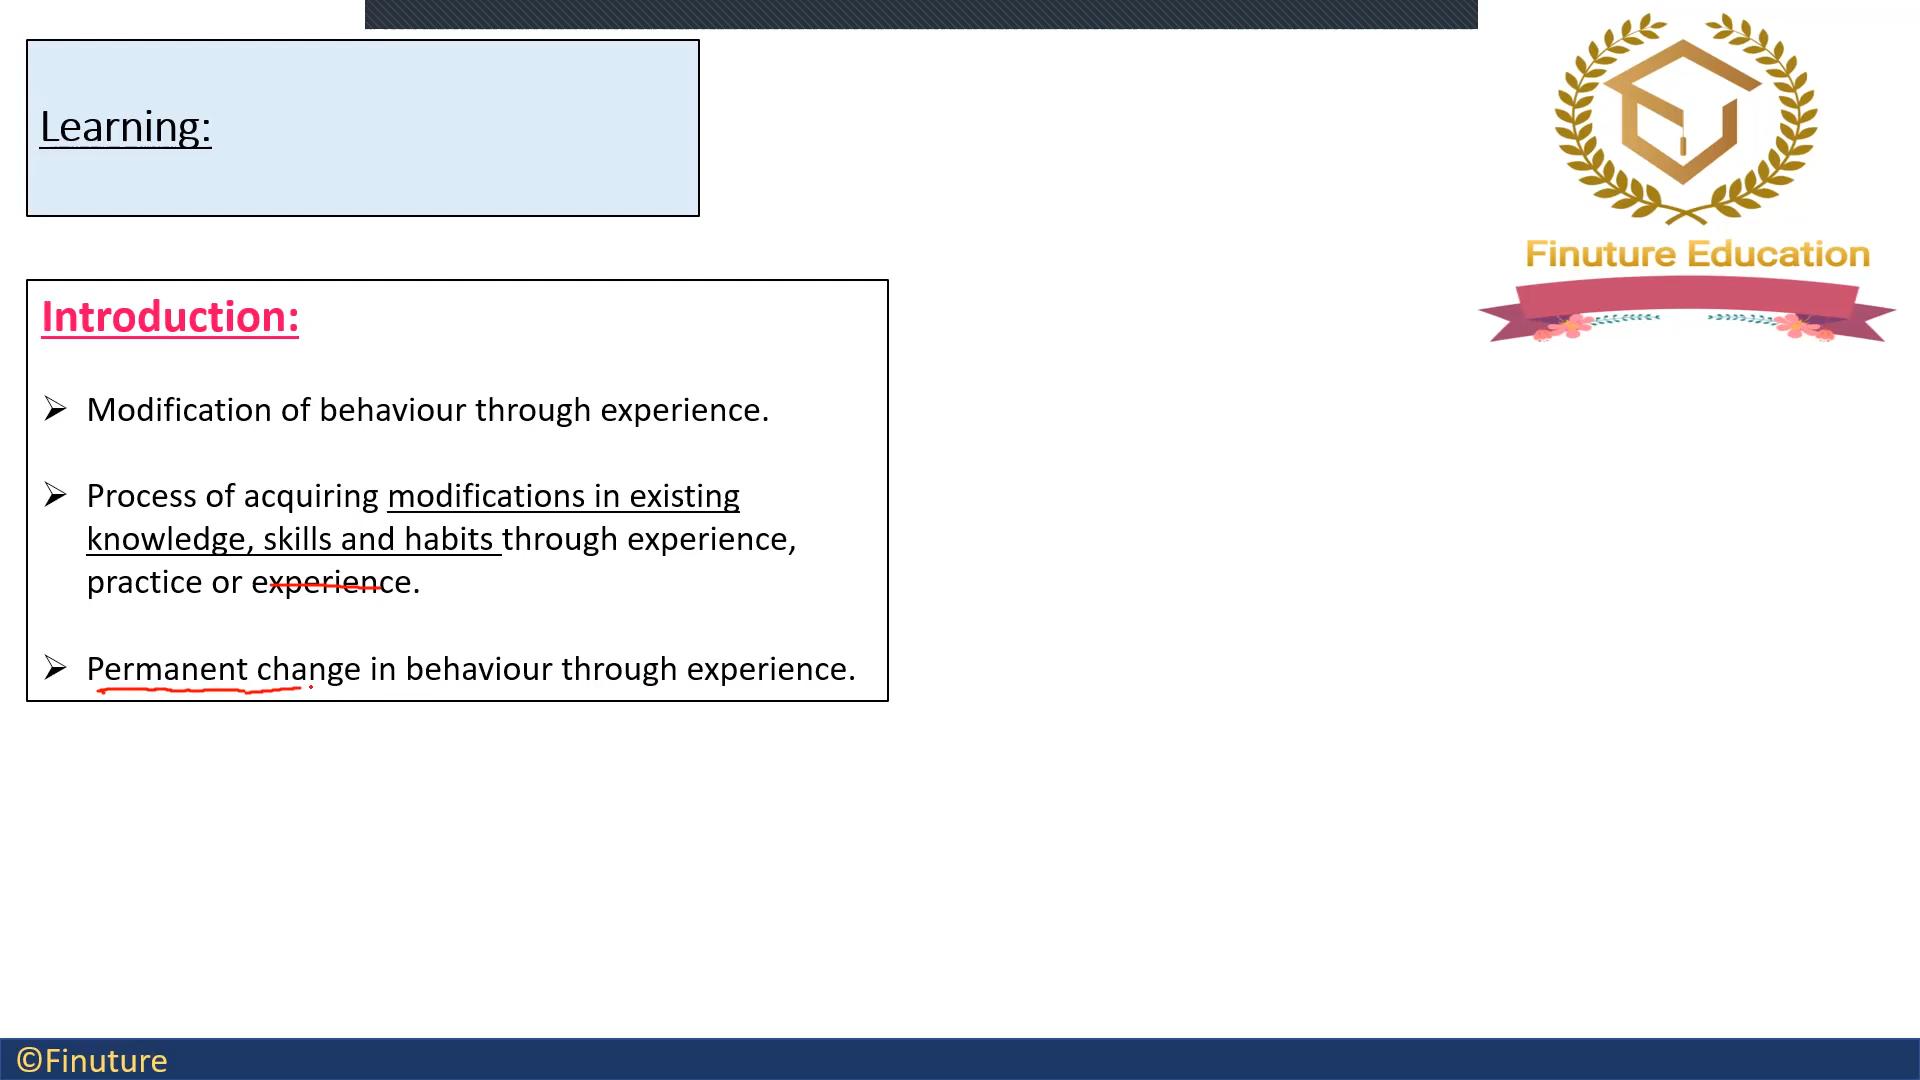 Learning:
Finuture Education
Introduction:
➢ Modification of behaviour through experience.
➢ Process of acquiring modifications in existing
knowledge, skills and habits through experience,
practice or experience.
➢ Permanent change in behaviour through experience.
©Finuture